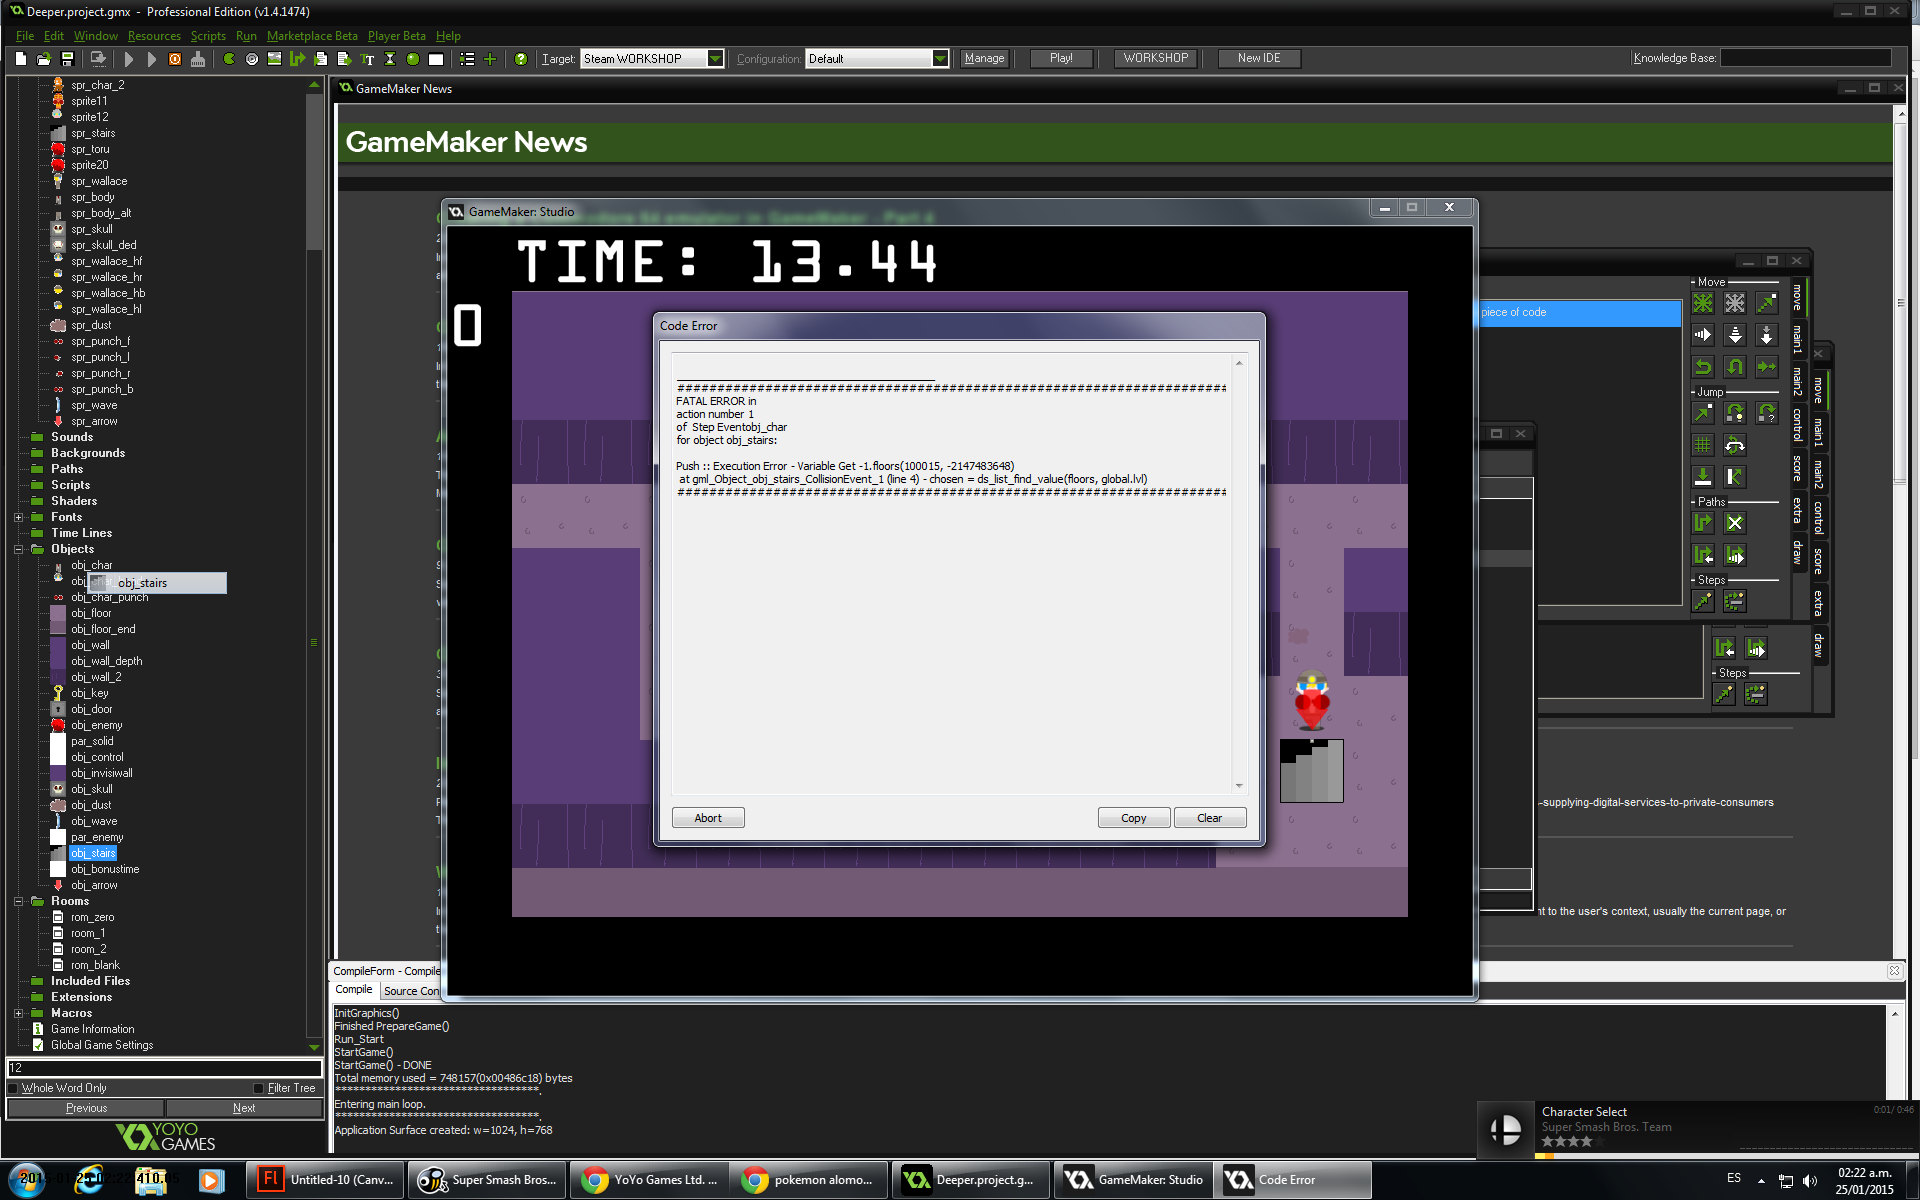 Deeper.project.gmx - Professional Edition (v1.4.1474)
File Edit Window Resources Scripts Run Marketplace Beta Player Beta Help
Target: Steam WORKSHOP Configuration: Default Manage Play! WORKSHOP New IDE Knowledge Base:
spr_char_2
sprite11
sprite12
spr_stairs
spr_toru
sprite20
spr_wallace
spr_body
spr_body_alt
spr_skull
spr_skull_ded
spr_wallace_hf
spr_wallace_hr
spr_wallace_hb
spr_wallace_hl
spr_dust
spr_punch_f
spr_punch_l
spr_punch_r
spr_punch_b
spr_wave
spr_arrow
Sounds
Backgrounds
Paths
Scripts
Shaders
Fonts
Time Lines
Objects
obj_char
obj_stairs
obj_char_punch
obj_floor
obj_floor_end
obj_wall
obj_wall_depth
obj_wall_2
obj_key
obj_door
obj_enemy
par_solid
obj_control
obj_invisiwall
obj_skull
obj_dust
obj_wave
par_enemy
obj_stairs
obj_bonustime
obj_arrow
Rooms
rom_zero
room_1
room_2
rom_blank
Included Files
Extensions
Macros
Game Information
Global Game Settings
12
Whole Word Only Filter Tree
Previous Next
YOYO GAMES
GameMaker News
GameMaker News
GameMaker: Studio
TIME: 13.44
0
Code Error
################################################################
FATAL ERROR in
action number 1
of Step Eventobj_char
for object obj_stairs:
Push :: Execution Error - Variable Get -1.floors(100015, -2147483648)
at gml_Object_obj_stairs_CollisionEvent_1 (line 4) - chosen = ds_list_find_value(floors, global.lvl)
################################################################
Abort Copy Clear
piece of code
Move
Jump
Paths
Steps
move
main1
main2
control
score
extra
draw
Steps
move
main1
main2
control
score
extra
draw
-supplying-digital-services-to-private-consumers
nt to the user's context, usually the current page, or
CompileForm - Compile
Compile Source Con
InitGraphics()
Finished PrepareGame()
Run_Start
StartGame()
StartGame() - DONE
Total memory used = 748157(0x00486c18) bytes
***********************************.
Entering main loop.
***********************************.
Application Surface created: w=1024, h=768
Character Select
0:01/ 0:46
Super Smash Bros. Team
Untitled-10 (Canv...
Super Smash Bros...
YoYo Games Ltd. ...
pokemon alomo...
Deeper.project.g...
GameMaker: Studio
Code Error
ES
02:22 a.m.
25/01/2015